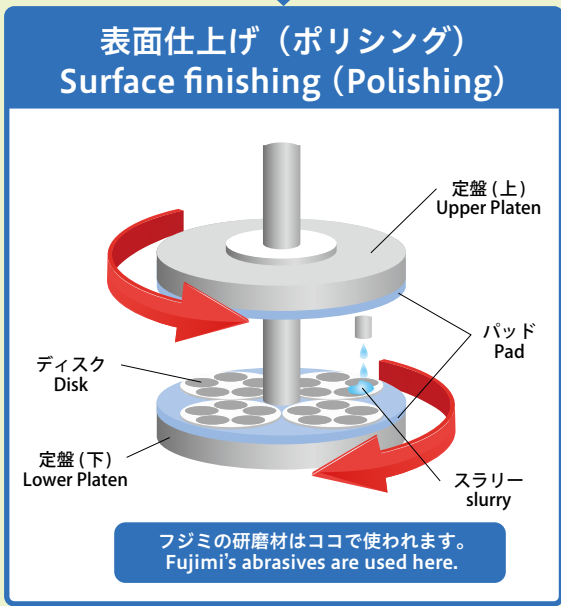 表面仕上げ（ポリシング）
Surface finishing（Polishing）
定盤 (上)
Upper Platen
パッド
Pad
ディスク
Disk
定盤 (下)
Lower Platen
スラリー
slurry
フジミの研磨材はココで使われます。
Fujimi's abrasives are used here.